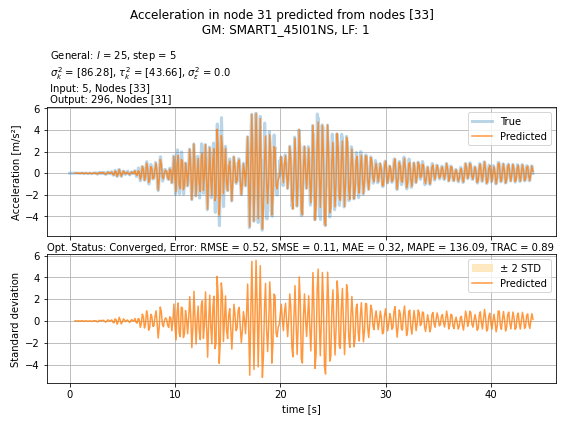 Acceleration in node 31 predicted from nodes [33]
GM: SMART1_45I01NS, LF: 1
General: l = 25, step = 5
σ²ₖ = [86.28], τ²ₖ = [43.66], σ²ε = 0.0
Input: 5, Nodes [33]
Output: 296, Nodes [31]
Acceleration [m/s²]
6
4
2
0
−2
−4
True
Predicted
Opt. Status: Converged, Error: RMSE = 0.52, SMSE = 0.11, MAE = 0.32, MAPE = 136.09, TRAC = 0.89
Standard deviation
6
4
2
0
−2
−4
± 2 STD
Predicted
0 10 20 30 40
time [s]